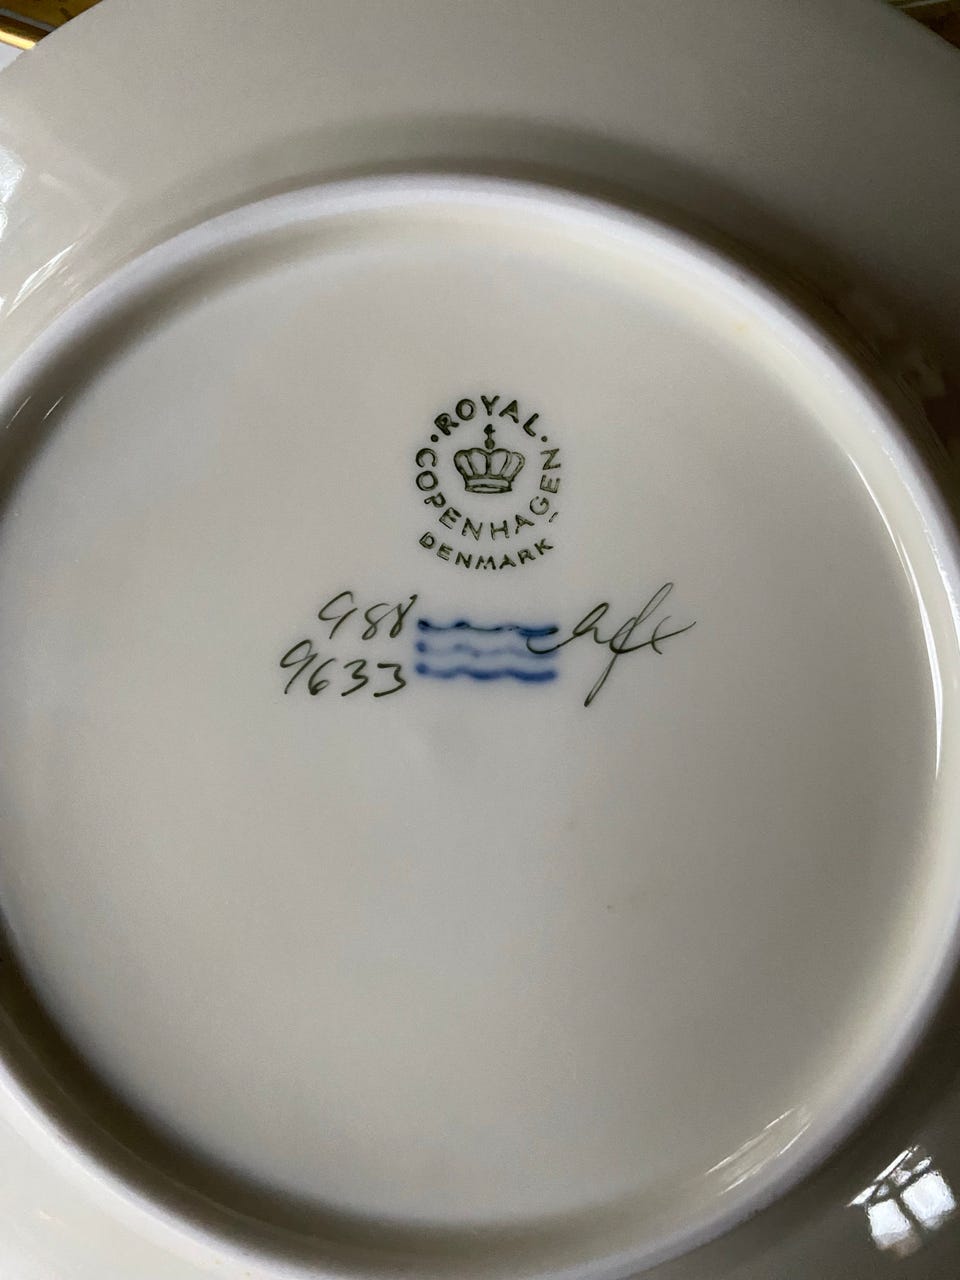 · ROYAL ·
COPENHAGEN
DENMARK
988
9633